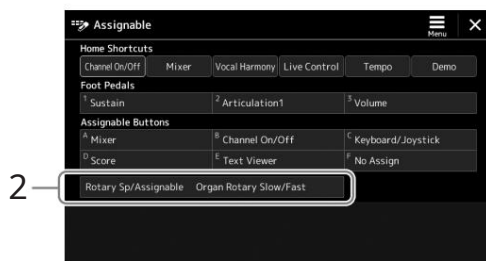 Assignable
Menu
Home Shortcuts
Channel On/Off Mixer Vocal Harmony Live Control Tempo Demo
Foot Pedals
1 Sustain 2 Articulation1 3 Volume
Assignable Buttons
A Mixer B Channel On/Off C Keyboard/Joystick
D Score E Text Viewer F No Assign
2 Rotary Sp/Assignable Organ Rotary Slow/Fast